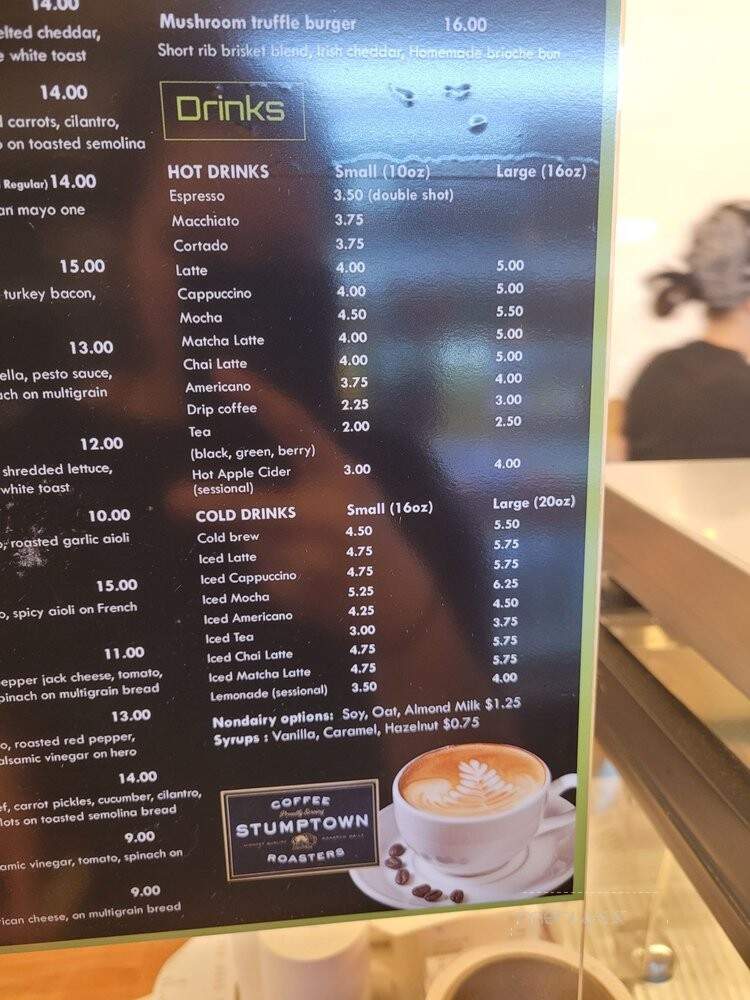 14.00
elted cheddar,
e white toast
14.00
d carrots, cilantro,
o on toasted semolina
Regular) 14.00
an mayo one
15.00
turkey bacon,
13.00
ella, pesto sauce,
ach on multigrain
12.00
shredded lettuce,
white toast
10.00
o, roasted garlic aioli
15.00
o, spicy aioli on French
11.00
epper jack cheese, tomato,
pinach on multigrain bread
13.00
o, roasted red pepper,
alsamic vinegar on hero
14.00
ef, carrot pickles, cucumber, cilantro,
lots on toasted semolina bread
9.00
amic vinegar, tomato, spinach on
9.00
ican cheese, on multigrain bread
Mushroom truffle burger 16.00
Short rib brisket blend, Irish cheddar, Homemade brioche bun
Drinks
HOT DRINKS Small (10oz) Large (16oz)
Espresso 3.50 (double shot)
Macchiato 3.75
Cortado 3.75
Latte 4.00 5.00
Cappuccino 4.00 5.00
Mocha 4.50 5.50
Matcha Latte 4.00 5.00
Chai Latte 4.00 5.00
Americano 3.75 4.00
Drip coffee 2.25 3.00
Tea 2.00 2.50
(black, green, berry)
Hot Apple Cider 3.00 4.00
(sessional)
COLD DRINKS Small (16oz) Large (20oz)
Cold brew 4.50 5.50
Iced Latte 4.75 5.75
Iced Cappuccino 4.75 5.75
Iced Mocha 5.25 6.25
Iced Americano 4.25 4.50
Iced Tea 3.00 3.75
Iced Chai Latte 4.75 5.75
Iced Matcha Latte 4.75 5.75
Lemonade (sessional) 3.50 4.00
Nondairy options: Soy, Oat, Almond Milk $1.25
Syrups : Vanilla, Caramel, Hazelnut $0.75
COFFEE
Proudly Serving
STUMPTOWN
ROASTERS